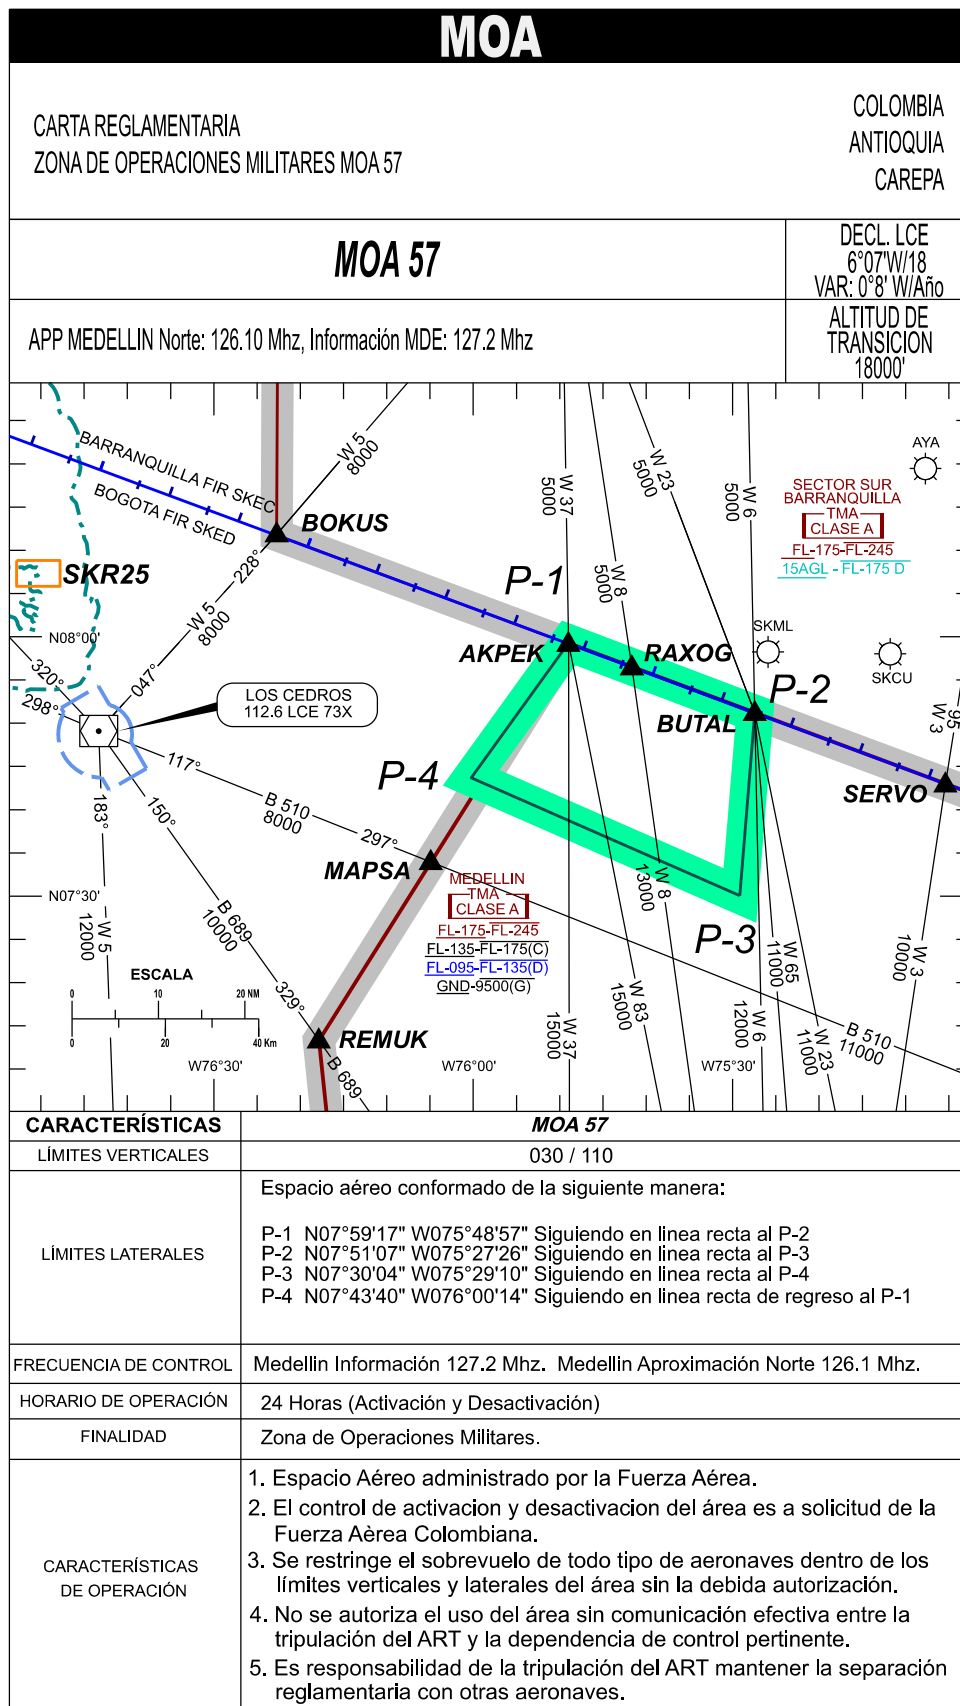 MOA
CARTA REGLAMENTARIA
ZONA DE OPERACIONES MILITARES MOA 57
COLOMBIA
ANTIOQUIA
CAREPA
MOA 57
DECL. LCE
6°07'W/18
VAR: 0°8' W/Año
APP MEDELLIN Norte: 126.10 Mhz, Información MDE: 127.2 Mhz
ALTITUD DE
TRANSICION
18000'
BARRANQUILLA FIR SKEC
BOGOTA FIR SKED
W 5
8000
BOKUS
228°
W 5
8000
047°
SKR25
N08°00'
320°
298°
LOS CEDROS
112.6 LCE 73X
117°
B 510
8000
297°
183°
150°
W 5
12000
B 689
10000
329°
B 689
W 37
5000
W 8
5000
W 23
5000
W 6
5000
AYA
SECTOR SUR
BARRANQUILLA
TMA
CLASE A
FL-175-FL-245
15AGL - FL-175 D
P-1
AKPEK
RAXOG
SKML
SKCU
P-2
BUTAL
W 3
95
SERVO
P-4
MAPSA
N07°30'
MEDELLIN
TMA
CLASE A
FL-175-FL-245
FL-135-FL-175(C)
FL-095-FL-135(D)
GND-9500(G)
W 8
13000
P-3
W 65
11000
W 3
10000
W 83
15000
W 37
15000
W 6
12000
W 23
11000
B 510
11000
ESCALA
0 10 20 NM
0 20 40 Km
REMUK
W76°30' W76°00' W75°30'
CARACTERÍSTICAS MOA 57
LÍMITES VERTICALES 030 / 110
LÍMITES LATERALES
Espacio aéreo conformado de la siguiente manera:
P-1 N07°59'17" W075°48'57" Siguiendo en linea recta al P-2
P-2 N07°51'07" W075°27'26" Siguiendo en linea recta al P-3
P-3 N07°30'04" W075°29'10" Siguiendo en linea recta al P-4
P-4 N07°43'40" W076°00'14" Siguiendo en linea recta de regreso al P-1
FRECUENCIA DE CONTROL Medellin Información 127.2 Mhz. Medellin Aproximación Norte 126.1 Mhz.
HORARIO DE OPERACIÓN 24 Horas (Activación y Desactivación)
FINALIDAD Zona de Operaciones Militares.
CARACTERÍSTICAS
DE OPERACIÓN
1. Espacio Aéreo administrado por la Fuerza Aérea.
2. El control de activacion y desactivacion del área es a solicitud de la
Fuerza Aèrea Colombiana.
3. Se restringe el sobrevuelo de todo tipo de aeronaves dentro de los
límites verticales y laterales del área sin la debida autorización.
4. No se autoriza el uso del área sin comunicación efectiva entre la
tripulación del ART y la dependencia de control pertinente.
5. Es responsabilidad de la tripulación del ART mantener la separación
reglamentaria con otras aeronaves.